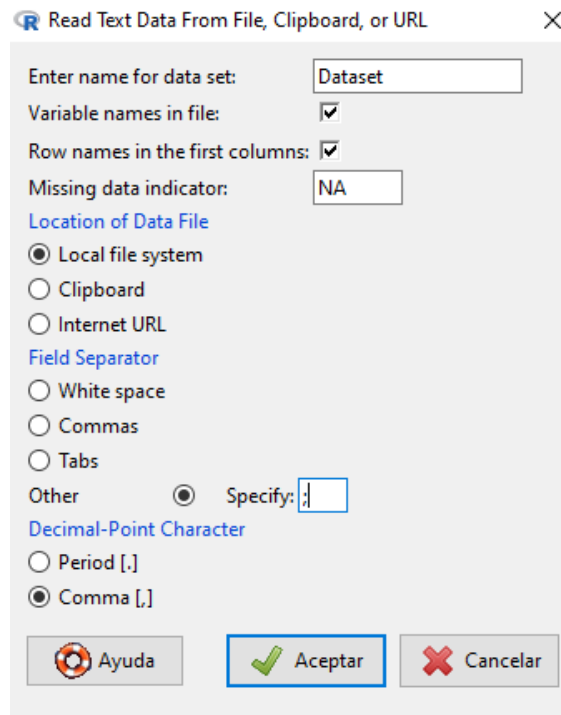 Read Text Data From File, Clipboard, or URL
Enter name for data set: Dataset
Variable names in file:
Row names in the first columns:
Missing data indicator: NA
Location of Data File
Local file system
Clipboard
Internet URL
Field Separator
White space
Commas
Tabs
Other Specify: ;
Decimal-Point Character
Period [.]
Comma [,]
Ayuda Aceptar Cancelar